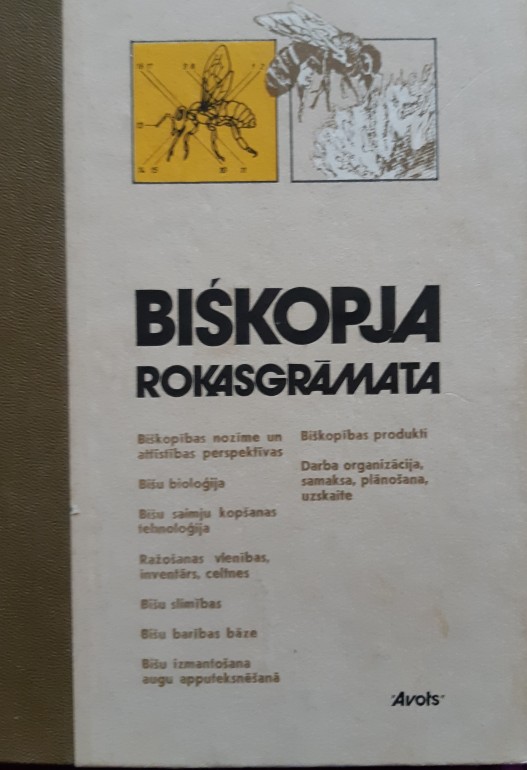 BIŠKOPJA
ROKASGRĀMATA
Biškopības nozīme un
attīstības perspektīvas
Bišu bioloģija
Bišu saimju kopšanas
tehnoloģija
Ražošanas vienības,
inventārs, celtnes
Bišu slimības
Bišu barības bāze
Bišu izmantošana
augu apputeksnēšanā
Biškopības produkti
Darba organizācija,
samaksa, plānošana,
uzskaite
"Avots"